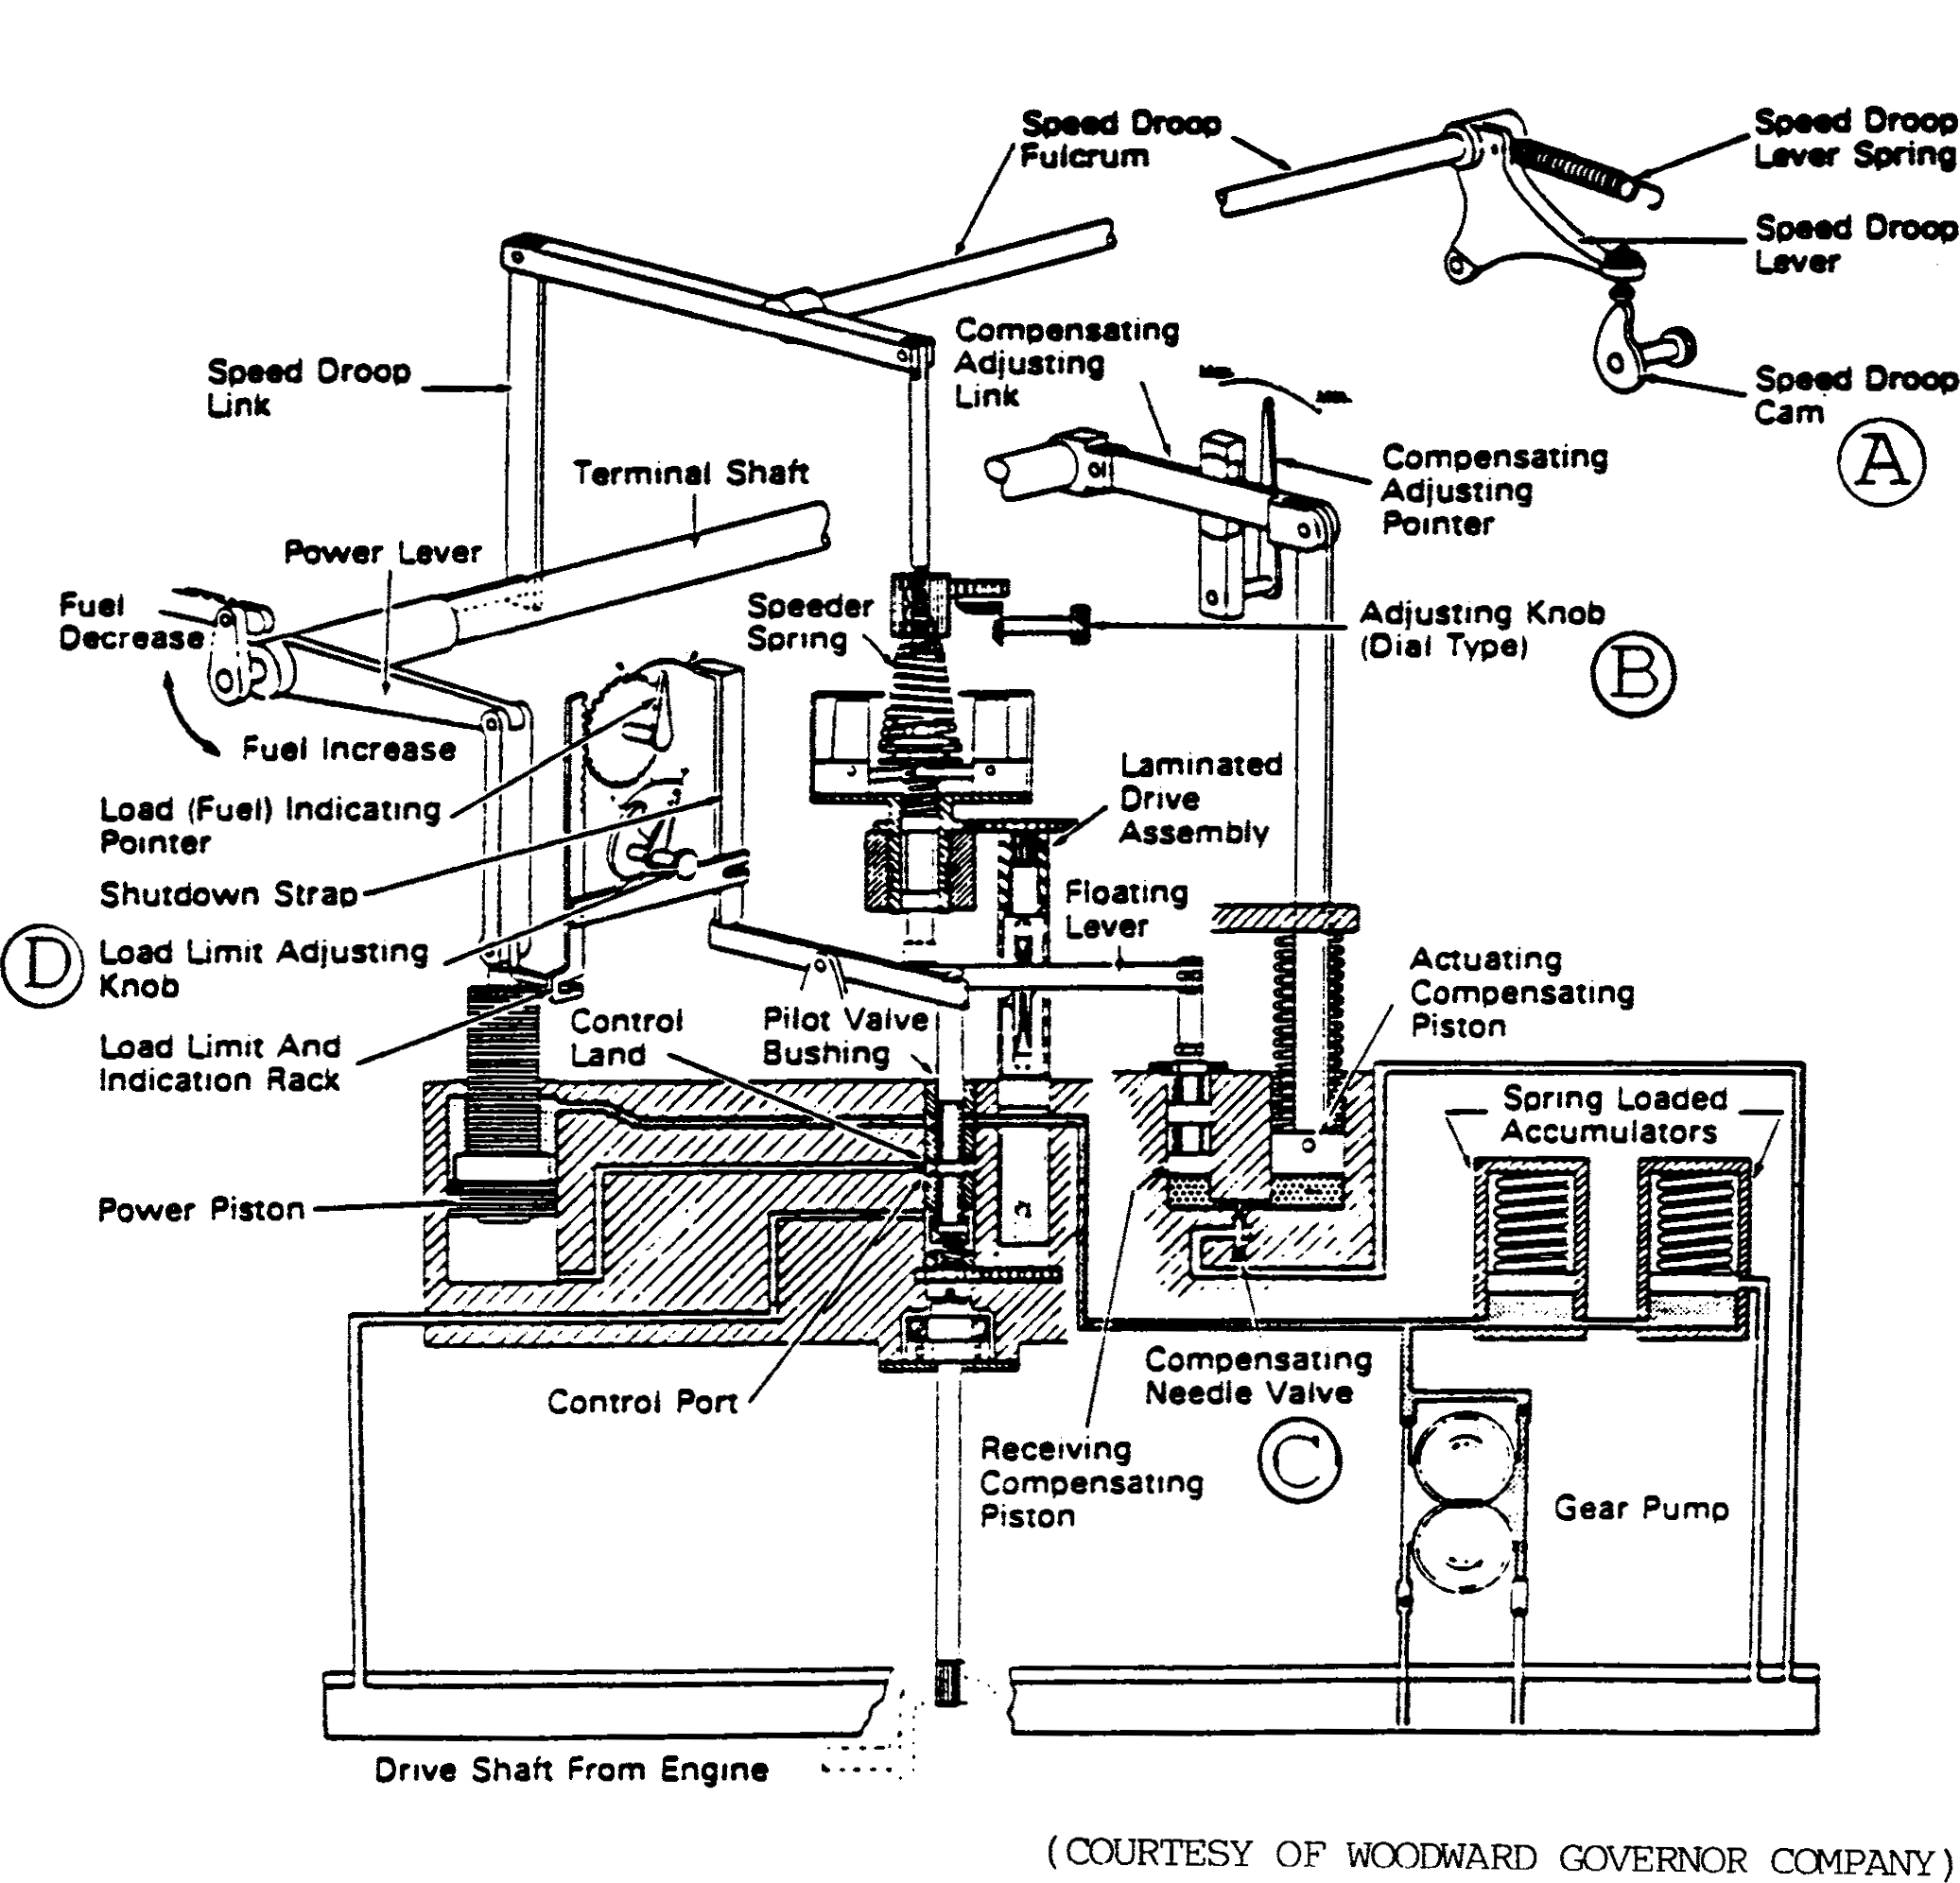 Speed Droop
Fulcrum
Speed Droop
Lever Spring
Speed Droop
Lever
Speed Droop
Cam
A
Compensating
Adjusting
Link
Speed Droop
Link
Compensating
Adjusting
Pointer
Terminal Shaft
Power Lever
Fuel
Decrease
Speeder
Spring
Adjusting Knob
(Dial Type)
B
Fuel Increase
Load (Fuel) Indicating
Pointer
Laminated
Drive
Assembly
Shutdown Strap
Floating
Lever
D
Load Limit Adjusting
Knob
Actuating
Compensating
Piston
Control
Land
Pilot Valve
Bushing
Load Limit And
Indication Rack
Spring Loaded
Accumulators
Power Piston
Control Port
Compensating
Needle Valve
C
Receiving
Compensating
Piston
Gear Pump
Drive Shaft From Engine
(COURTESY OF WOODWARD GOVERNOR COMPANY)